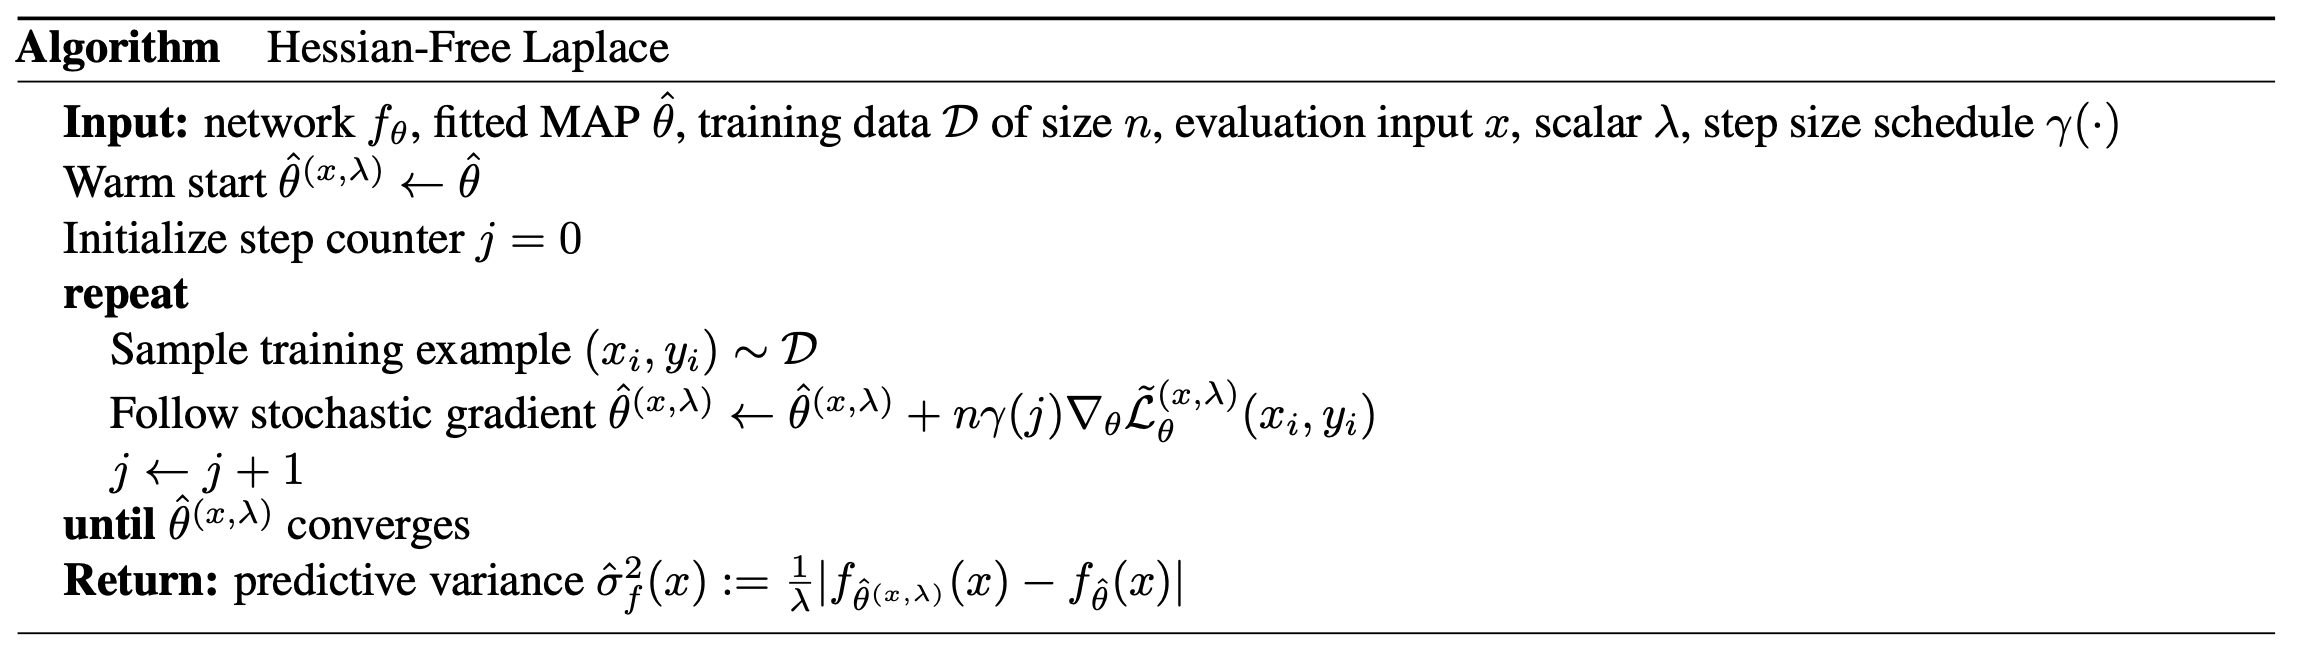 Algorithm Hessian-Free Laplace
Input: network $f_\theta$, fitted MAP $\hat{\theta}$, training data $\mathcal{D}$ of size $n$, evaluation input $x$, scalar $\lambda$, step size schedule $\gamma(\cdot)$
Warm start $\hat{\theta}^{(x,\lambda)} \leftarrow \hat{\theta}$
Initialize step counter $j = 0$
repeat
Sample training example $(x_i, y_i) \sim \mathcal{D}$
Follow stochastic gradient $\hat{\theta}^{(x,\lambda)} \leftarrow \hat{\theta}^{(x,\lambda)} + n\gamma(j)\nabla_\theta \tilde{\mathcal{L}}_\theta^{(x,\lambda)}(x_i, y_i)$
$j \leftarrow j + 1$
until $\hat{\theta}^{(x,\lambda)}$ converges
Return: predictive variance $\hat{\sigma}_f^2(x) := \frac{1}{\lambda}|f_{\hat{\theta}^{(x,\lambda)}}(x) - f_{\hat{\theta}}(x)|$